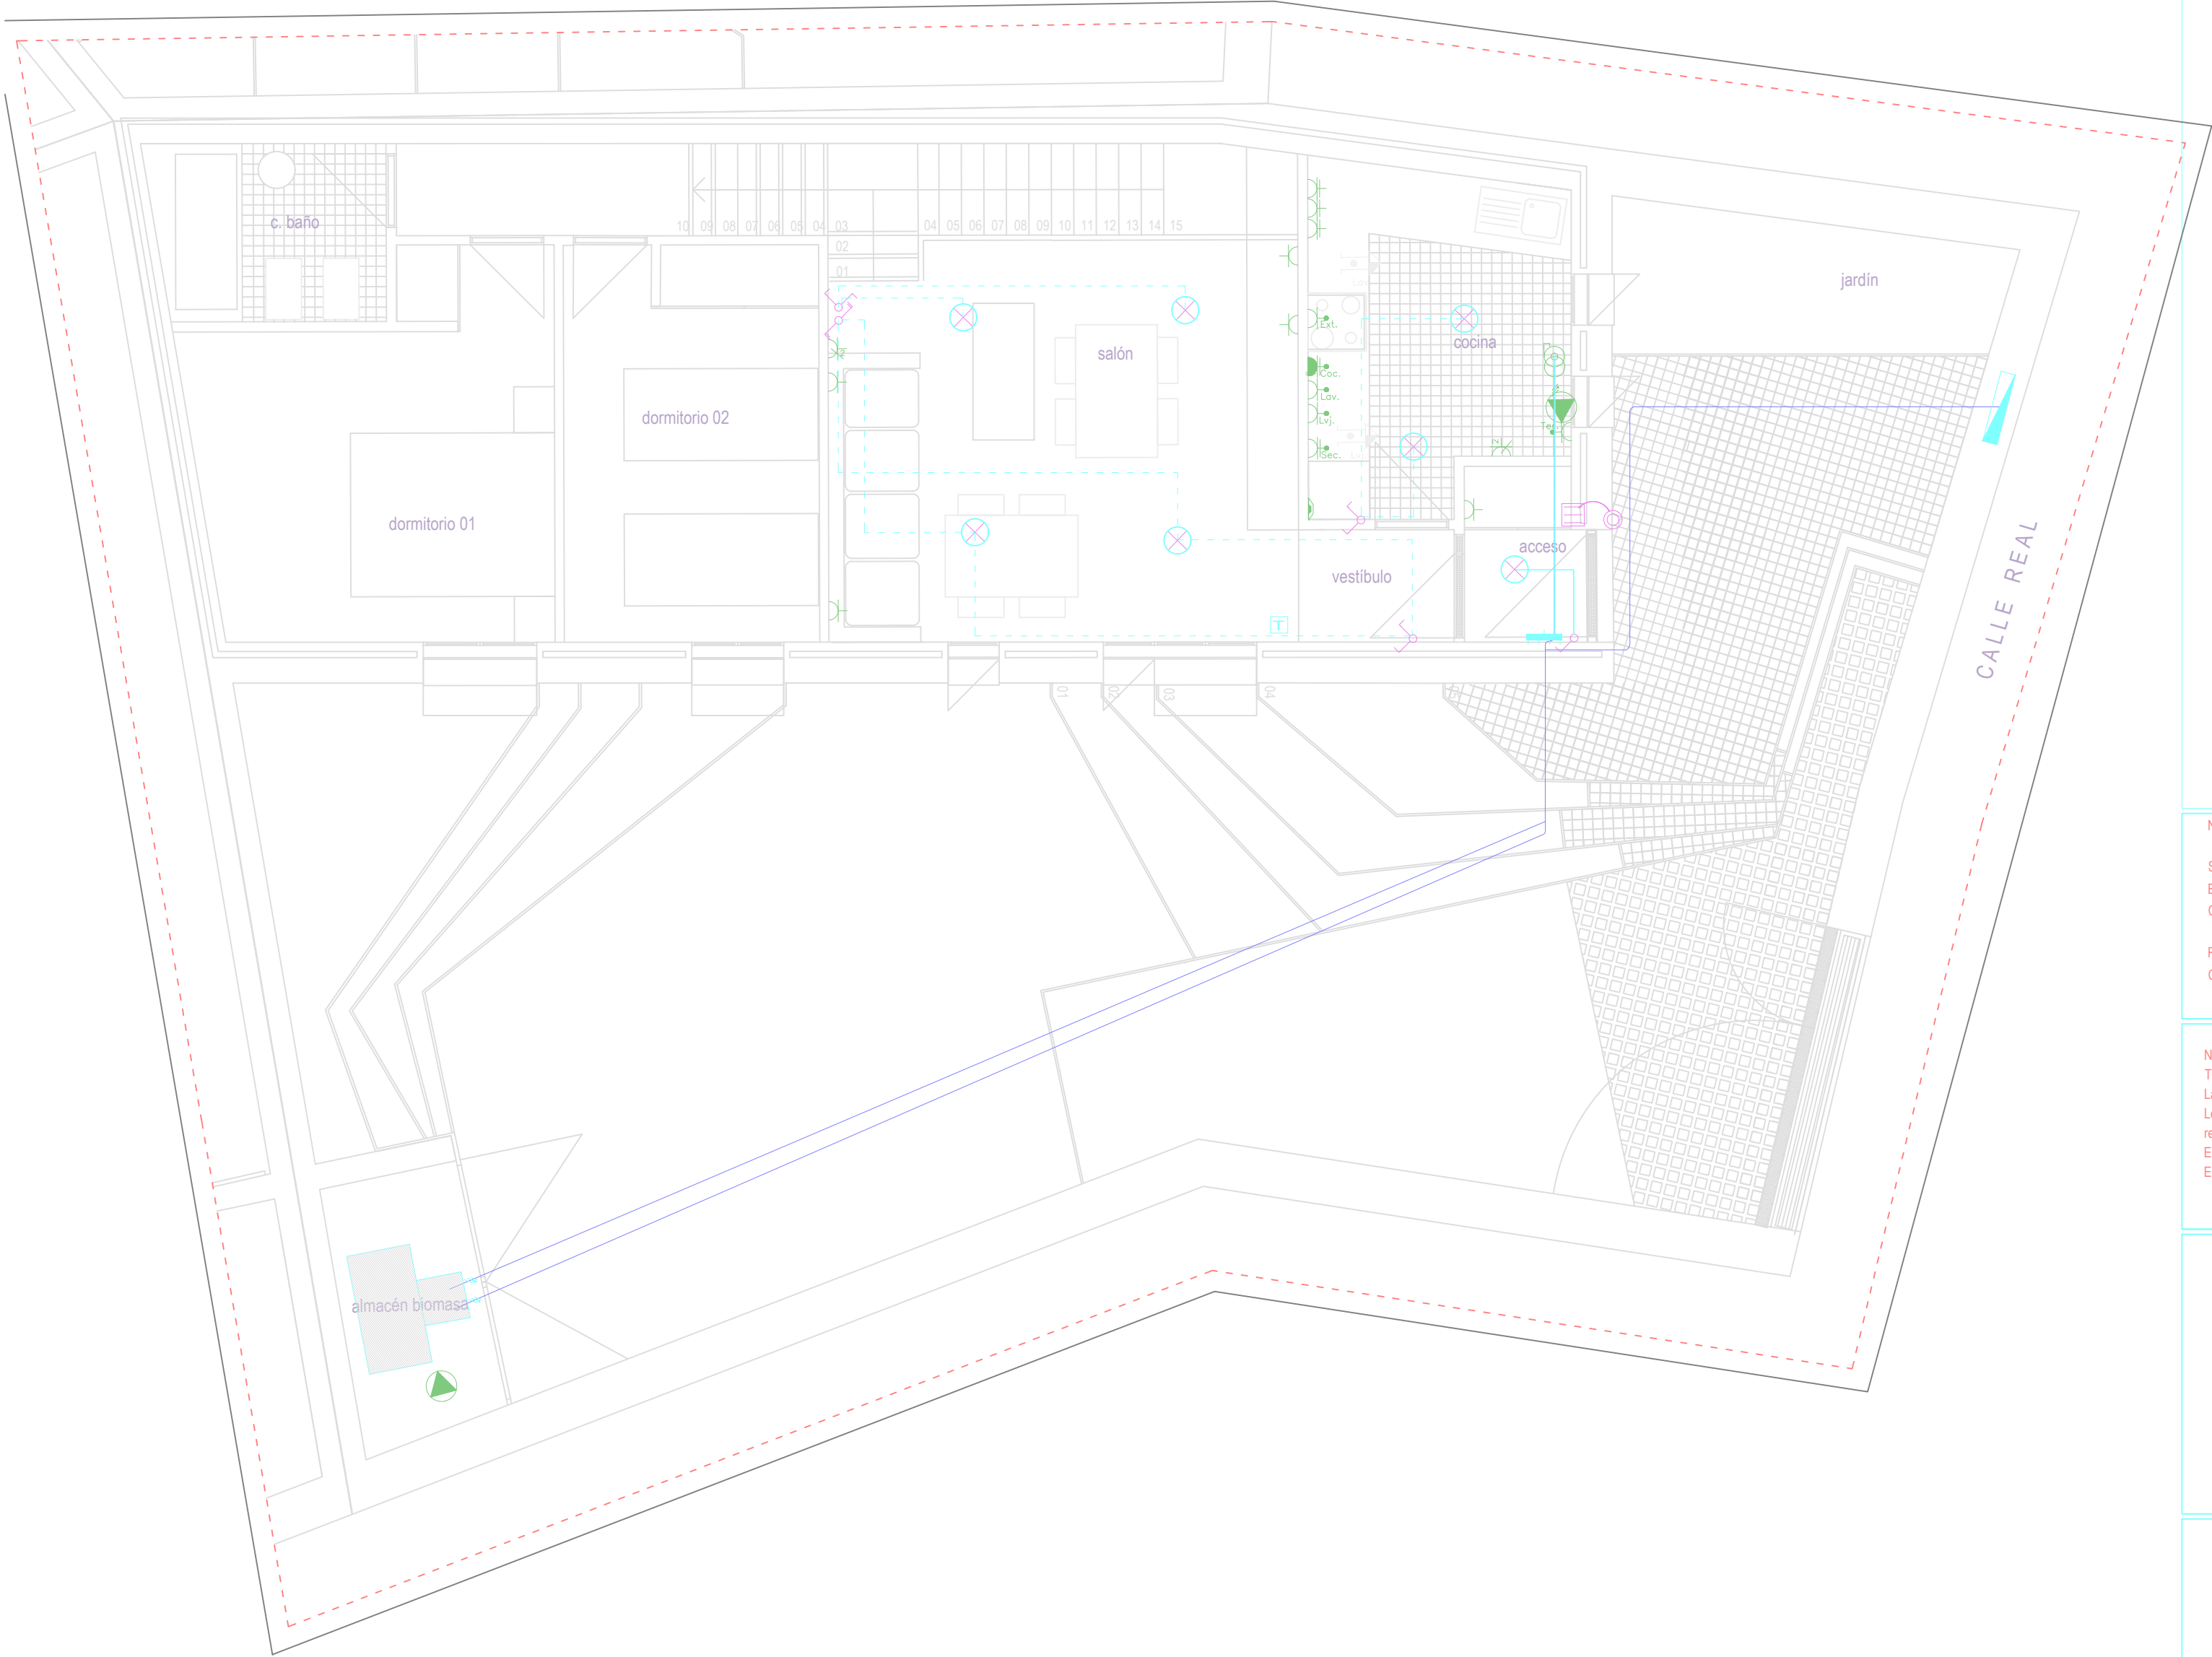 c. baño
10 09 08 07 06 05 04 03
02
01
04 05 06 07 08 09 10 11 12 13 14 15
jardín
salón
cocina
Ext.
Coc.
Lav.
Lvj.
Sec.
Ter.
dormitorio 02
dormitorio 01
acceso
vestíbulo
T
CALLE REAL
01
02
03
04
almacén biomasa